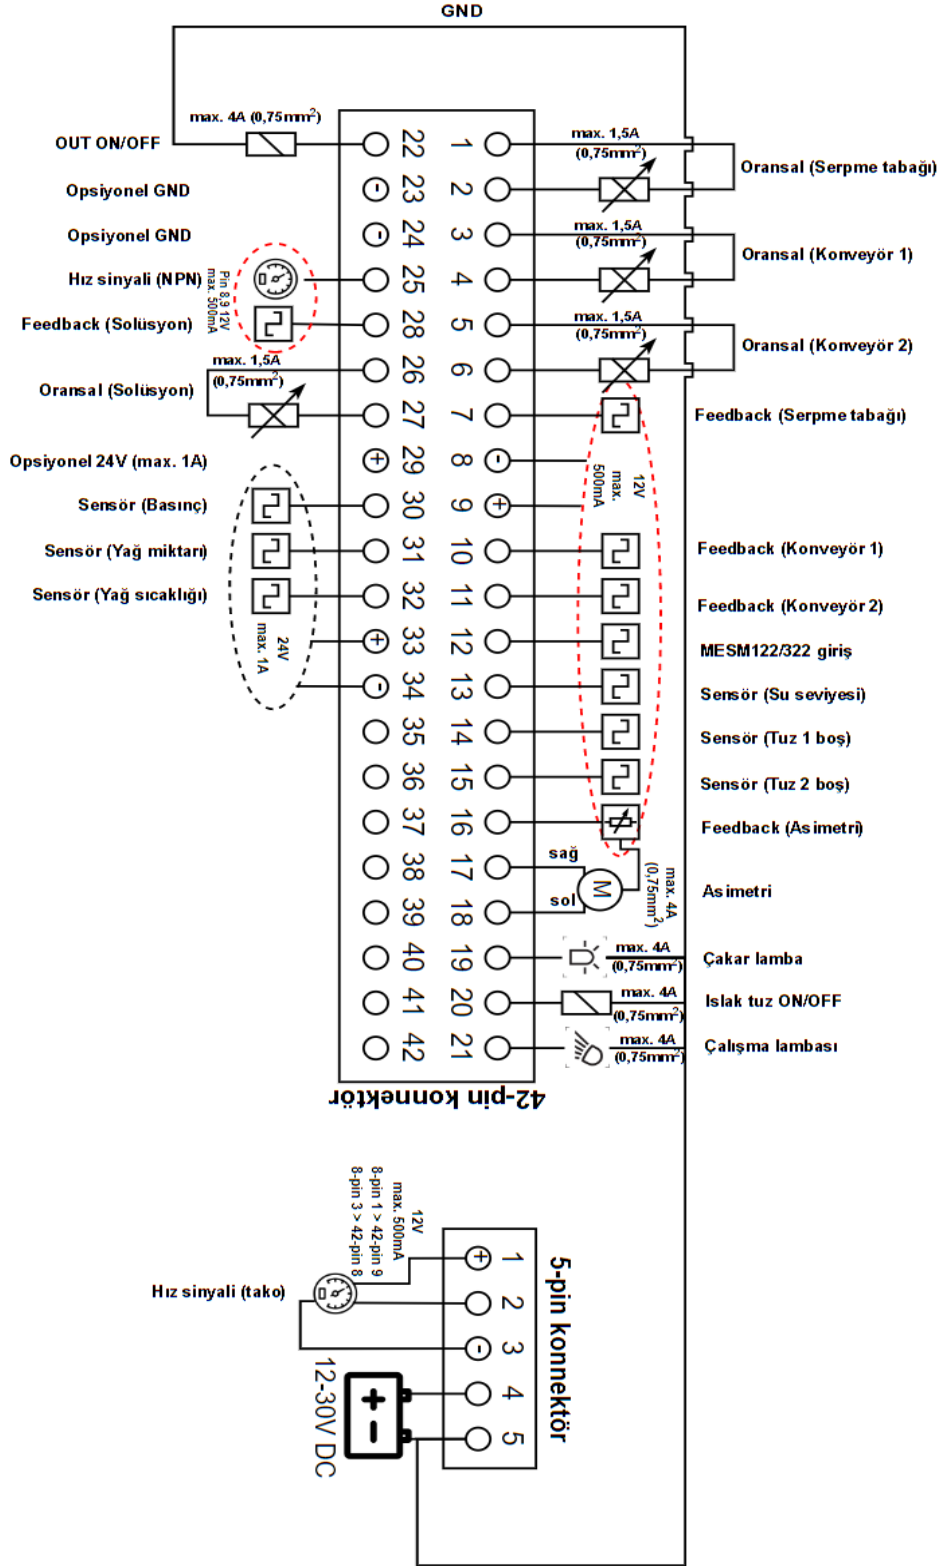 GND
max. 4A (0,75mm²)
OUT ON/OFF
Opsiyonel GND
Opsiyonel GND
Hız sinyali (NPN)
Pin 8,9 12V
max. 500mA
Feedback (Solüsyon)
max. 1,5A
(0,75mm²)
Oransal (Solüsyon)
Opsiyonel 24V (max. 1A)
Sensör (Basınç)
Sensör (Yağ miktarı)
Sensör (Yağ sıcaklığı)
24V
max. 1A
22
23
24
25
28
26
27
29
30
31
32
33
34
35
36
37
38
39
40
41
42
1
2
3
4
5
6
7
8
9
10
11
12
13
14
15
16
17
18
19
20
21
+
-
42-pin konnektör
max. 1,5A
(0,75mm²)
Oransal (Serpme tabağı)
max. 1,5A
(0,75mm²)
Oransal (Konveyör 1)
max. 1,5A
(0,75mm²)
Oransal (Konveyör 2)
Feedback (Serpme tabağı)
12V
max.
500mA
Feedback (Konveyör 1)
Feedback (Konveyör 2)
MESM122/322 giriş
Sensör (Su seviyesi)
Sensör (Tuz 1 boş)
Sensör (Tuz 2 boş)
Feedback (Asimetri)
sağ
sol
M
max. 4A
(0,75mm²)
Asimetri
max. 4A
(0,75mm²)
Çakar lamba
max. 4A
(0,75mm²)
Islak tuz ON/OFF
max. 4A
(0,75mm²)
Çalışma lambası
12V
max. 500mA
8-pin 1 > 42-pin 9
8-pin 3 > 42-pin 8
Hız sinyali (tako)
1
2
3
4
5
5-pin konnektör
+
-
12-30V DC